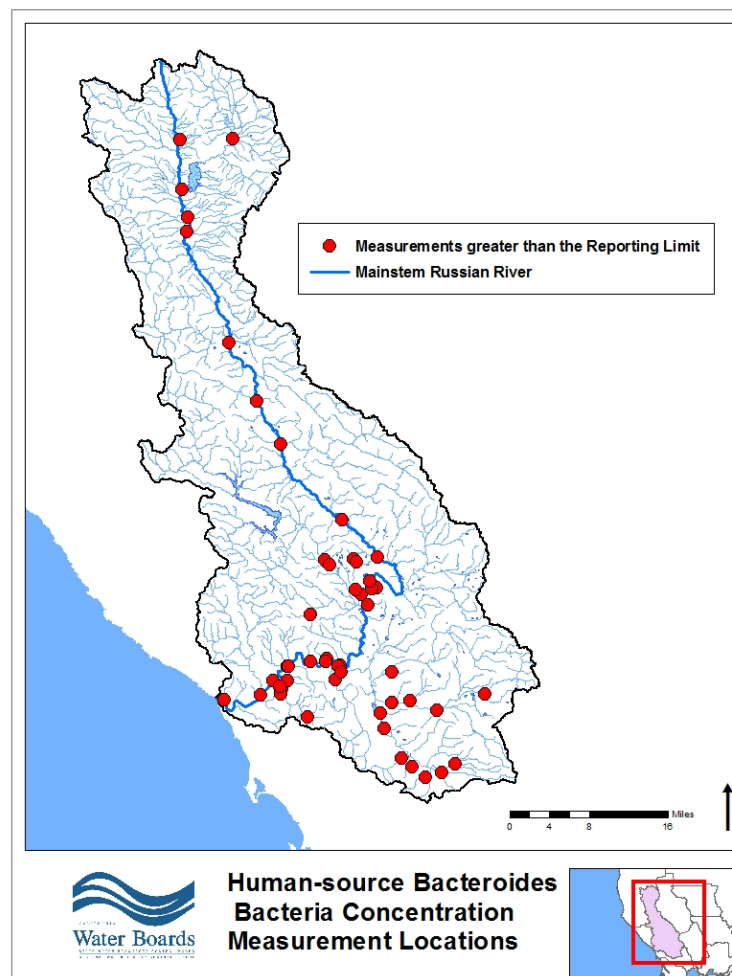 Measurements greater than the Reporting Limit
Mainstem Russian River
Miles
0 4 8 16
CALIFORNIA
Water Boards
Human-source Bacteroides
Bacteria Concentration
Measurement Locations